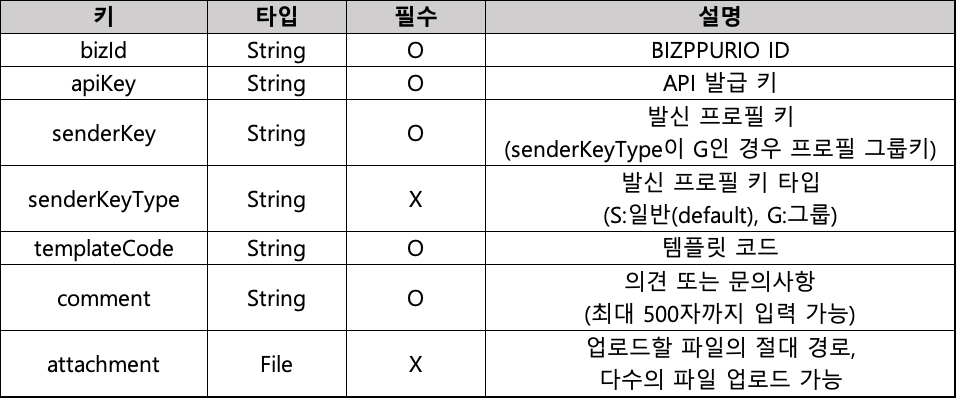 키 타입 필수 설명
bizId String O BIZPPURIO ID
apiKey String O API 발급 키
senderKey String O 발신 프로필 키
(senderKeyType이 G인 경우 프로필 그룹키)
senderKeyType String X 발신 프로필 키 타입
(S:일반(default), G:그룹)
templateCode String O 템플릿 코드
comment String O 의견 또는 문의사항
(최대 500자까지 입력 가능)
attachment File X 업로드할 파일의 절대 경로,
다수의 파일 업로드 가능